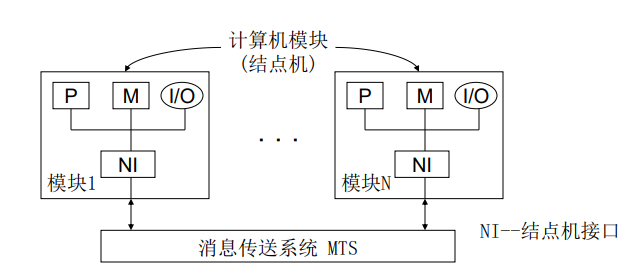 计算机模块
(结点机)
P M I/O
P M I/O
. . .
NI
NI
模块1
模块N
消息传送系统 MTS
NI--结点机接口